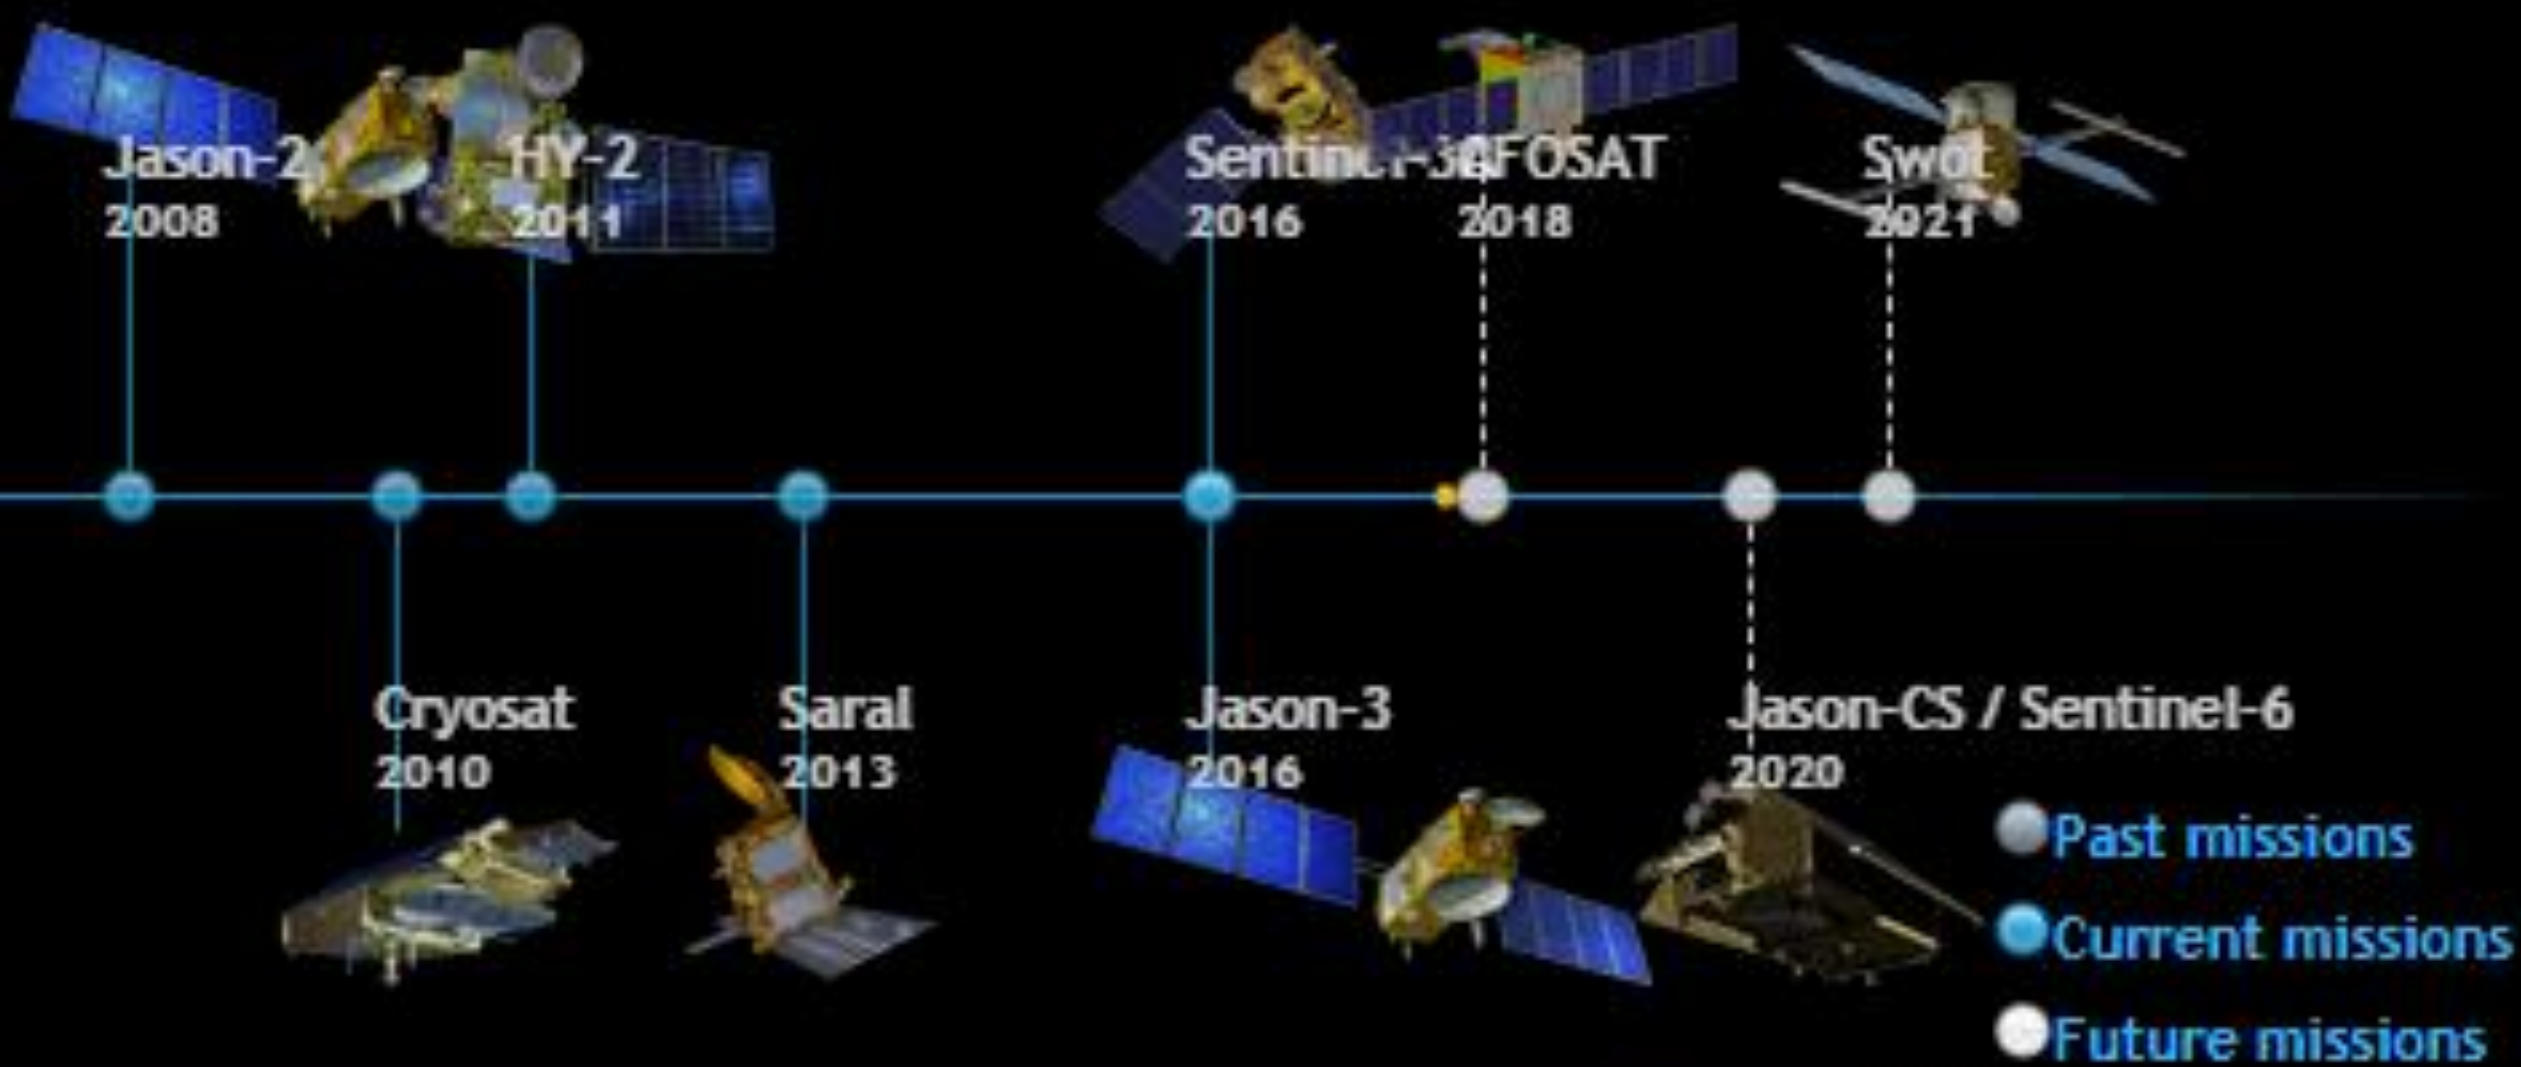 Jason-2
2008
HY-2
2011
2016
2018
Swot
2021
Cryosat
2010
Saral
2013
Jason-3
2016
Jason-CS / Sentinel-6
2020
Past missions
Current missions
Future missions